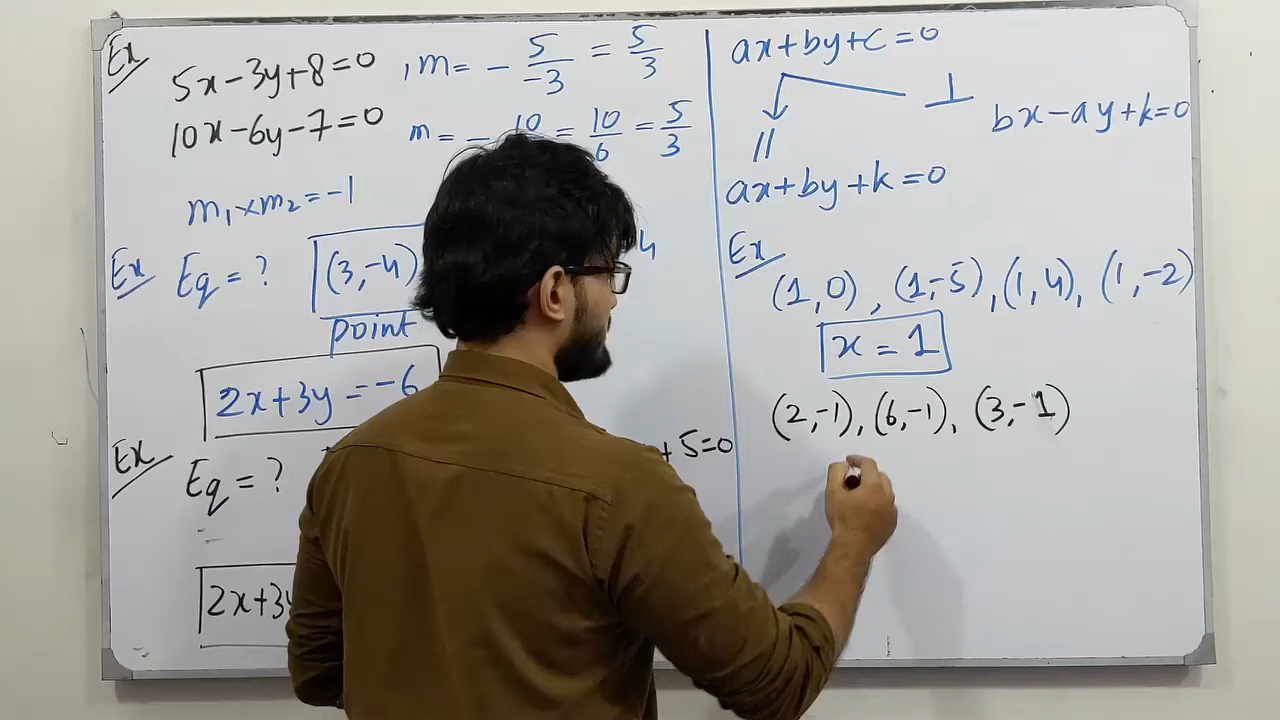 Ex
5x-3y+8=0 , m= - 5/-3 = 5/3
10x-6y-7=0 m= - 10 = 10/6 = 5/3
m₁×m₂=-1
Ex Eq = ? (3,-4) 4
point
2x+3y=-6
Ex Eq = ? + 5=0
2x+3y
ax+by+c=0
⊥ bx-ay+k=0
//
ax+by+k=0
Ex
(1,0), (1,-5), (1,4), (1,-2)
x = 1
(2,-1), (6,-1), (3,-1)